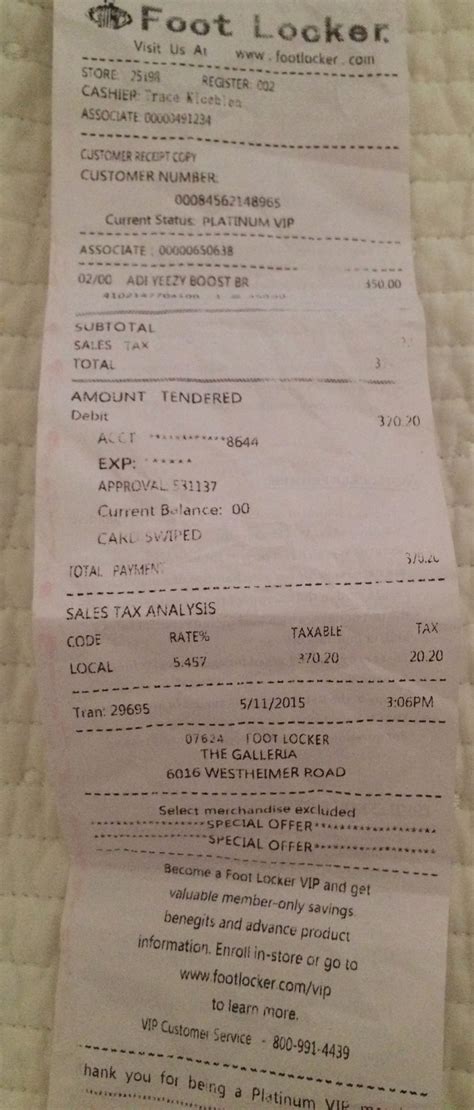 Foot Locker.
Visit Us At www.footlocker.com
STORE: 25198 REGISTER: 002
CASHIER: Trace
ASSOCIATE: 00000491234
CUSTOMER RECEIPT COPY
CUSTOMER NUMBER:
00084562148965
Current Status: PLATINUM VIP
ASSOCIATE : 00000650638
02/00 ADI YEEZY BOOST BR 350.00
SUBTOTAL
SALES TAX
TOTAL
AMOUNT TENDERED
Debit 370.20
ACCT ************8644
EXP: ******
APPROVAL: 531137
Current Balance: 00
CARD SWIPED
TOTAL PAYMENT 370.20
SALES TAX ANALYSIS
CODE RATE% TAXABLE TAX
LOCAL 5.457 370.20 20.20
Tran: 29695 5/11/2015 3:06PM
07624 FOOT LOCKER
THE GALLERIA
6016 WESTHEIMER ROAD
Select merchandise excluded
SPECIAL OFFER
SPECIAL OFFER
Become a Foot Locker VIP and get
valuable member-only savings
benegits and advance product
information. Enroll in-store or go to
www.footlocker.com/vip
to learn more.
VIP Customer Service - 800-991-4439
hank you for being a Platinum VIP